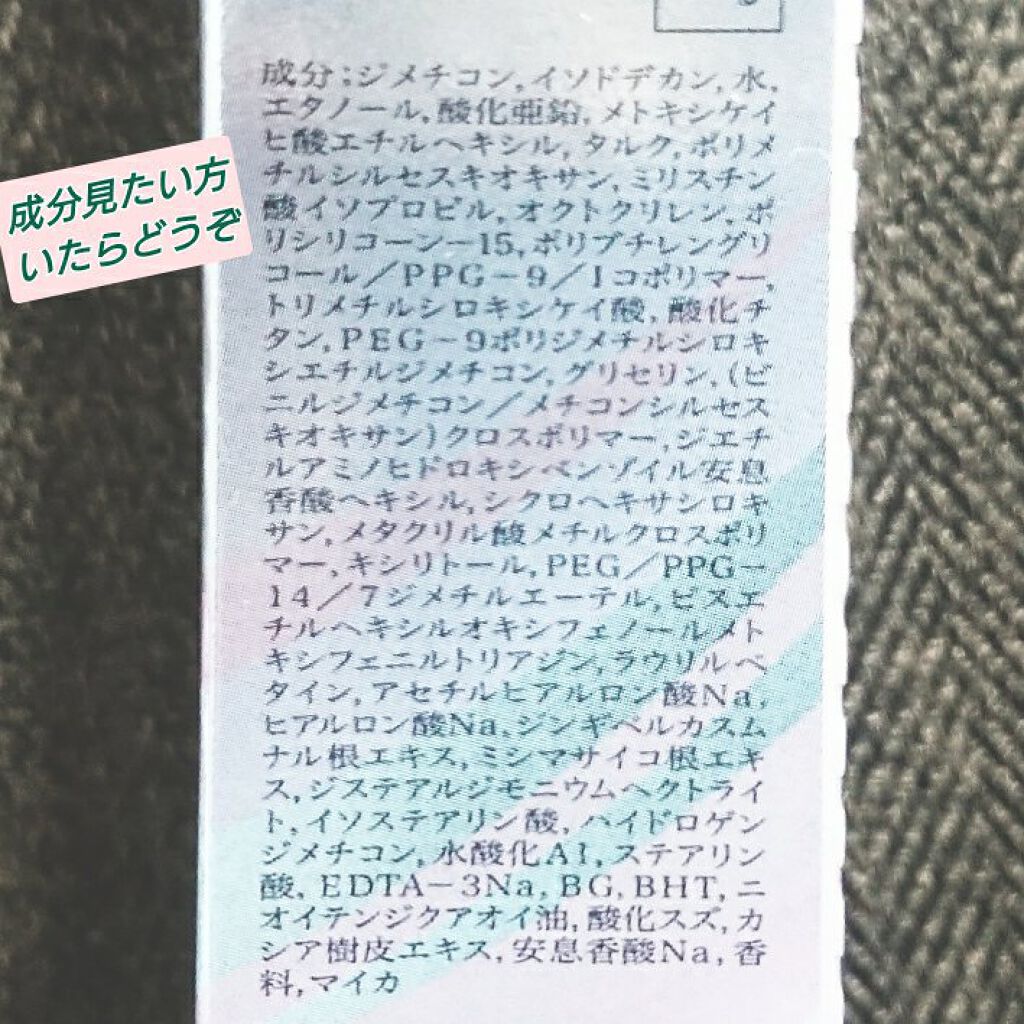 成分見たい方
いたらどうぞ
成分;ジメチコン,イソドデカン,水,
エタノール,酸化亜鉛,メトキシケイ
ヒ酸エチルヘキシル,タルク,ポリメ
チルシルセスキオキサン,ミリスチン
酸イソプロピル,オクトクリレン,ポ
リシリコーン－15,ポリブチレングリ
コール／PPG－9／1コポリマー,
トリメチルシロキシケイ酸,酸化チ
タン,PEG－9ポリジメチルシロキ
シエチルジメチコン,グリセリン,(ビ
ニルジメチコン／メチコンシルセス
キオキサン)クロスポリマー,ジエチ
ルアミノヒドロキシベンゾイル安息
香酸ヘキシル,シクロヘキサシロキ
サン,メタクリル酸メチルクロスポリ
マー,キシリトール,PEG／PPG－
14／7ジメチルエーテル,ビスエ
チルヘキシルオキシフェノールメト
キシフェニルトリアジン,ラウリルベ
タイン,アセチルヒアルロン酸Na,
ヒアルロン酸Na,ジンギベルカスム
ナル根エキス,ミシマサイコ根エキ
ス,ジステアルジモニウムヘクトライ
ト,イソステアリン酸,ハイドロゲン
ジメチコン,水酸化Al,ステアリン
酸,EDTA－3Na,BG,BHT,ニ
オイテンジクアオイ油,酸化スズ,カ
シア樹皮エキス,安息香酸Na,香
料,マイカ